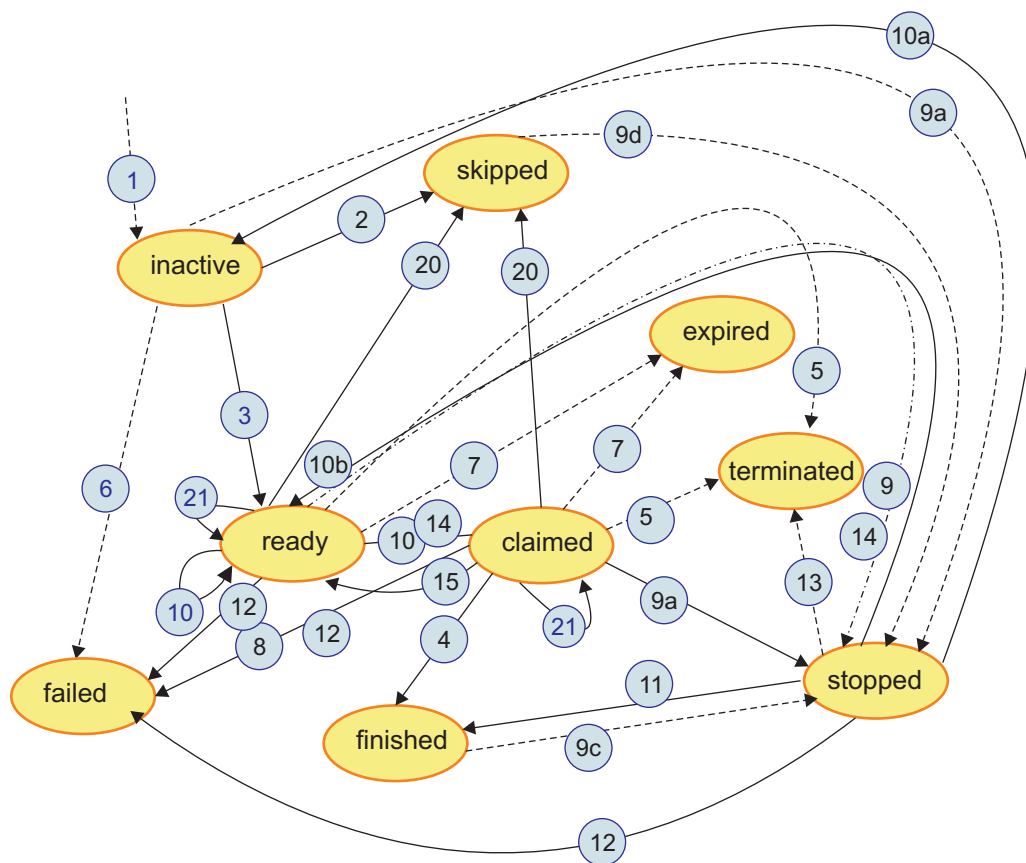 10a
9a
9d
skipped
1
2
inactive
20
20
expired
5
3
10b
7
7
terminated
6
21
9
ready
10
14
claimed
5
14
10
12
15
13
9a
8
12
4
21
failed
11
stopped
finished
9c
12